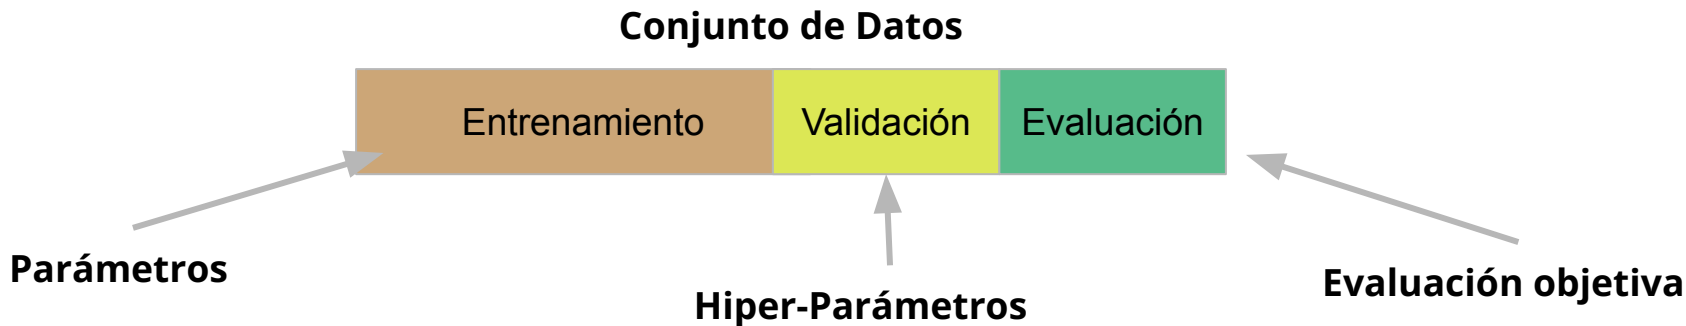 Conjunto de Datos
Entrenamiento
Validación
Evaluación
Parámetros
Hiper-Parámetros
Evaluación objetiva